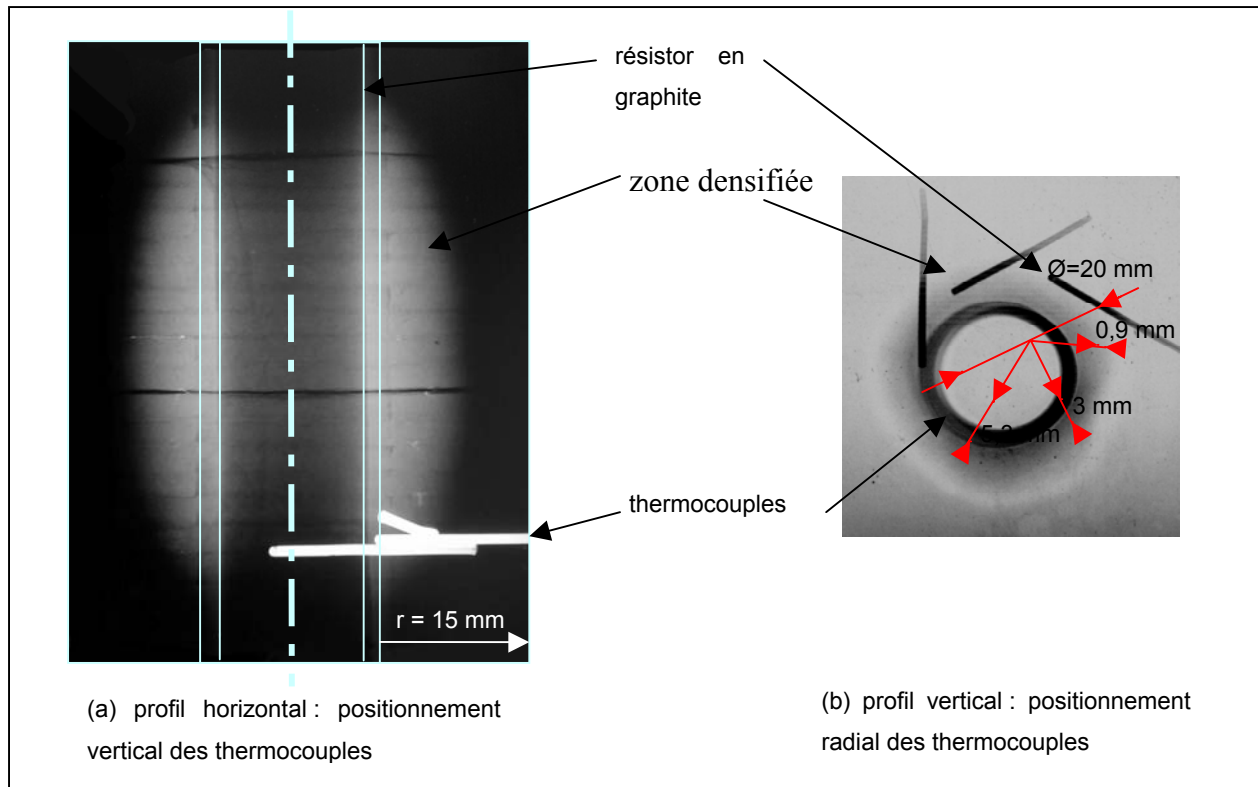 résistor en
graphite
zone densifiée
Ø=20 mm
0,9 mm
3 mm
mm
thermocouples
r = 15 mm
(a) profil horizontal : positionnement
vertical des thermocouples
(b) profil vertical : positionnement
radial des thermocouples